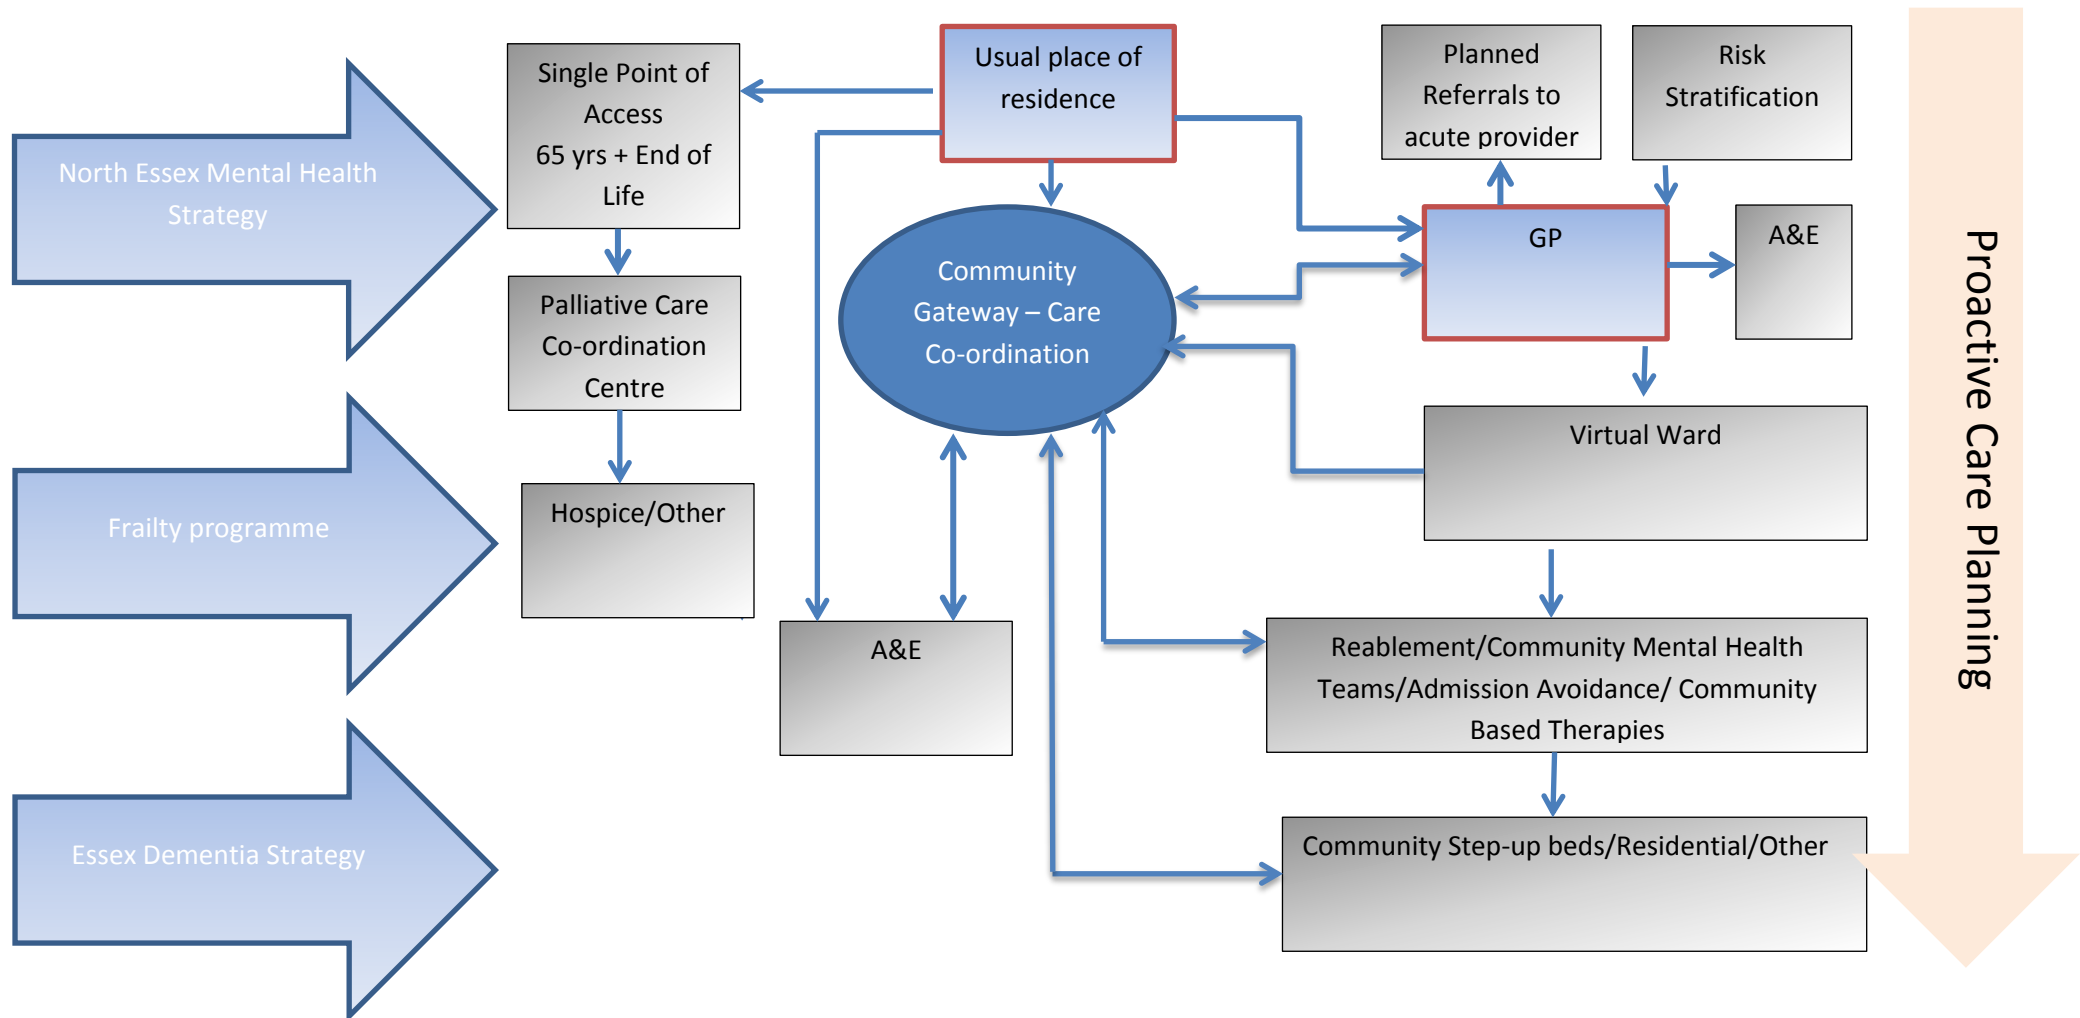 North Essex Mental Health
Strategy
Frailty programme
Essex Dementia Strategy
Single Point of
Access
65 yrs + End of
Life
Palliative Care
Co-ordination
Centre
Hospice/Other
Usual place of
residence
Community
Gateway – Care
Co-ordination
A&E
Planned
Referrals to
acute provider
Risk
Stratification
GP
A&E
Virtual Ward
Reablement/Community Mental Health
Teams/Admission Avoidance/ Community
Based Therapies
Community Step-up beds/Residential/Other
Proactive Care Planning